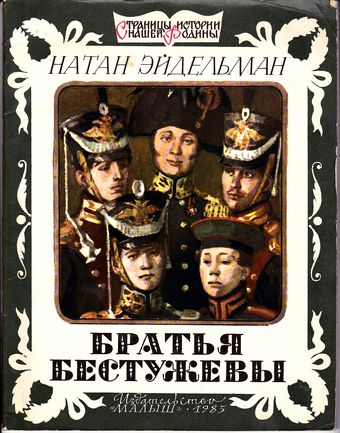 СТРАНИЦЫ ИСТОРИИ
НАШЕЙ РОДИНЫ
НАТАН ЭЙДЕЛЬМАН
БРАТЬЯ
БЕСТУЖЕВЫ
Издательство
«МАЛЫШ» · 1985